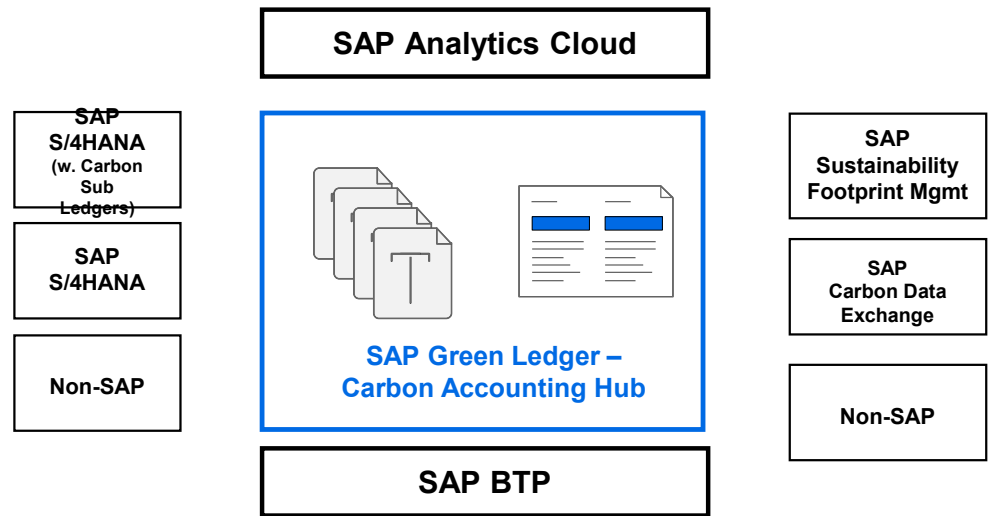 SAP Analytics Cloud
SAP
S/4HANA
(w. Carbon
Sub
Ledgers)
SAP
S/4HANA
Non-SAP
SAP Green Ledger –
Carbon Accounting Hub
SAP
Sustainability
Footprint Mgmt
SAP
Carbon Data
Exchange
Non-SAP
SAP BTP